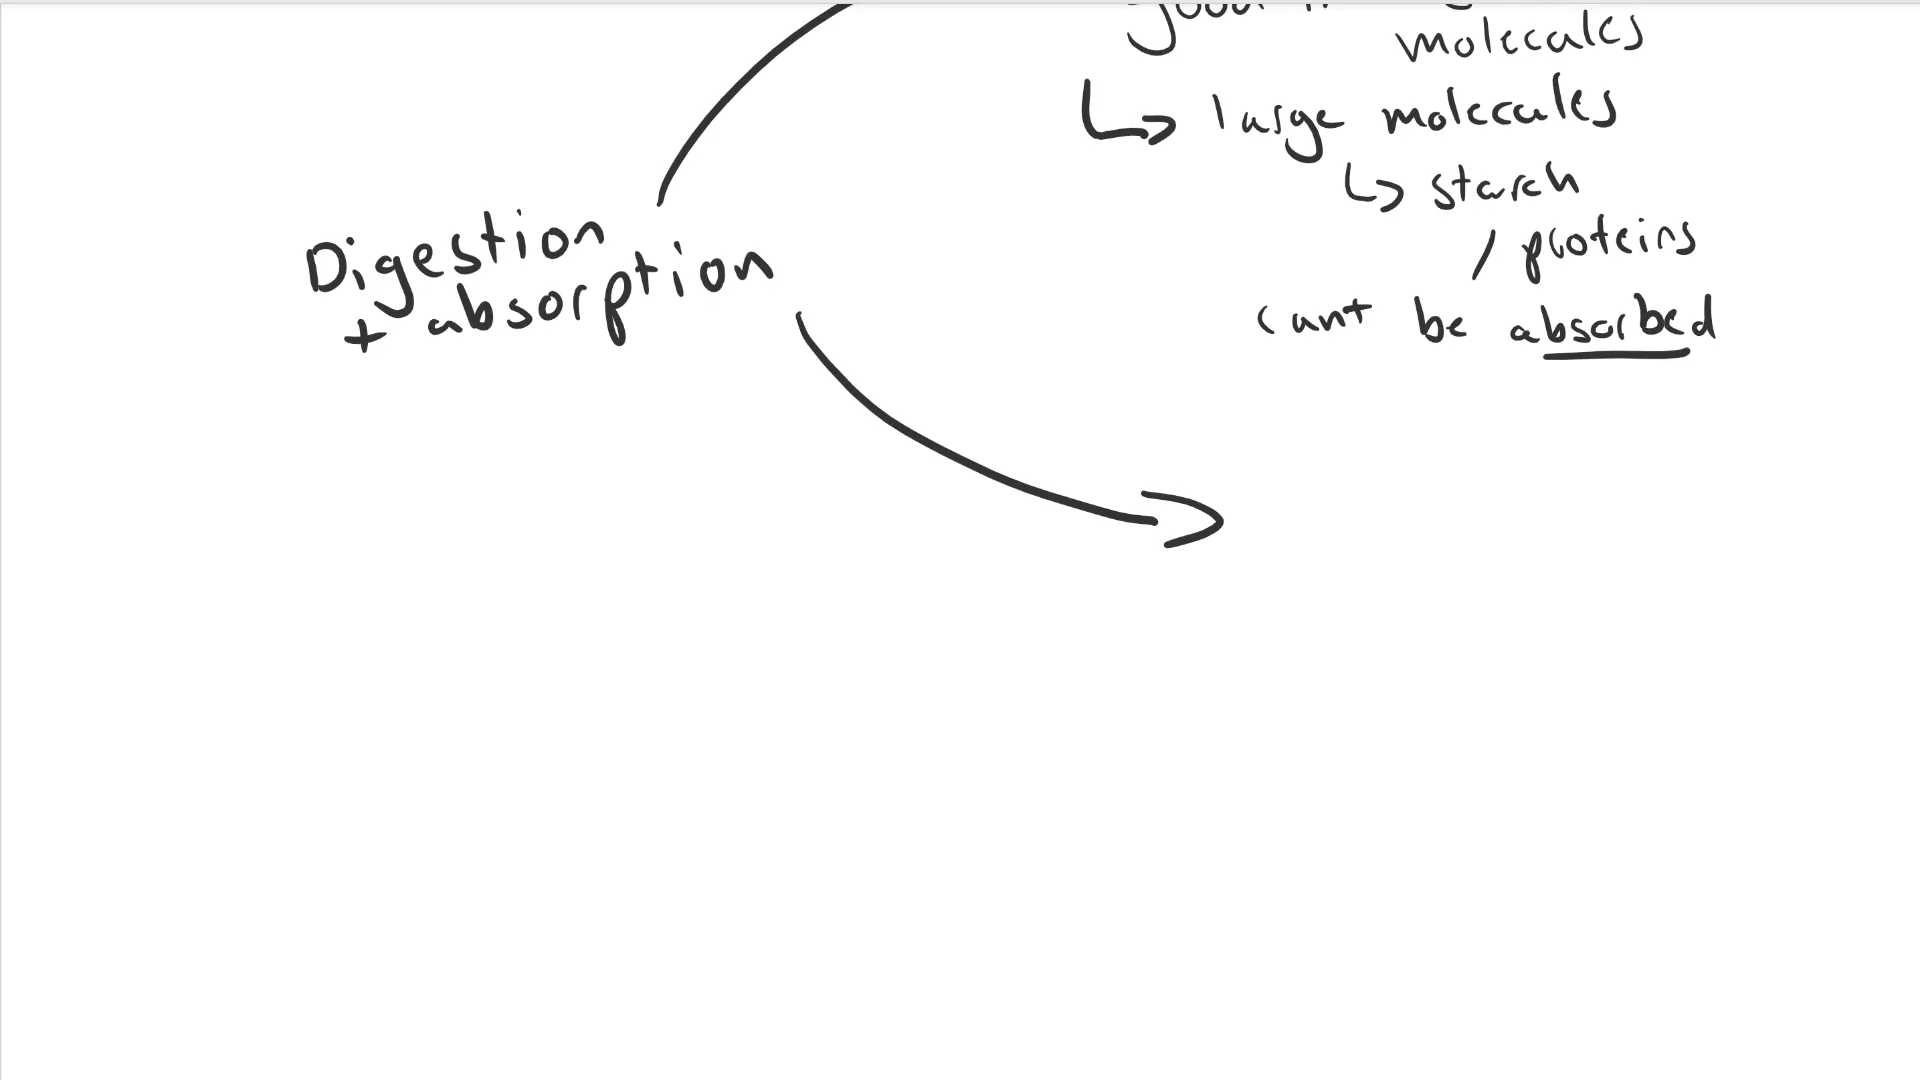 molecules
↳ large molecules
↳ starch
/ proteins
cant be absorbed
Digestion
+ absorption